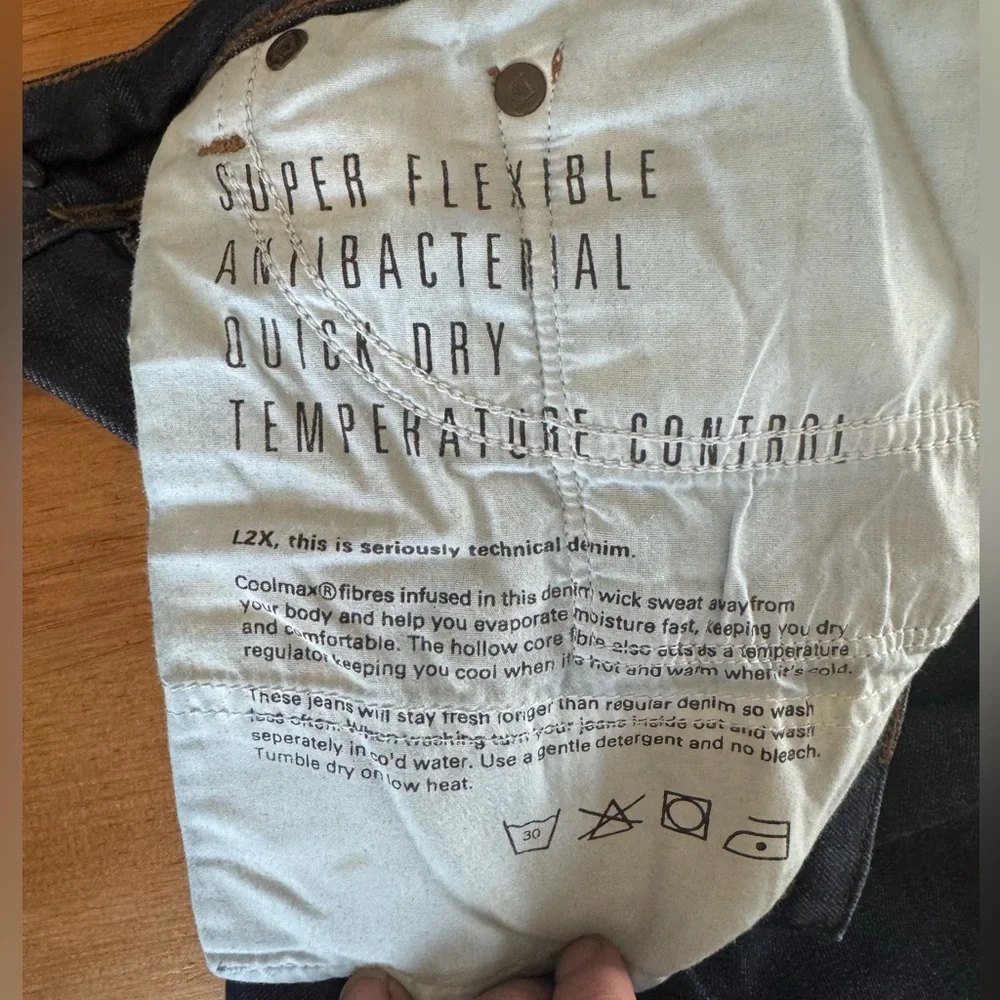 SUPER FLEXIBLE
ANTIBACTERIAL
QUICK DRY
TEMPERATURE CONTROL
L2X, this is seriously technical denim.
Coolmax® fibres infused in this denim wick sweat away from
your body and help you evaporate moisture fast, keeping you dry
and comfortable. The hollow core fibre also acts as a temperature
regulator keeping you cool when it's hot and warm when it's cold.
These jeans will stay fresh longer than regular denim so wash
less often. When washing turn your jeans inside out and wash
seperately in cold water. Use a gentle detergent and no bleach.
Tumble dry on low heat.
30